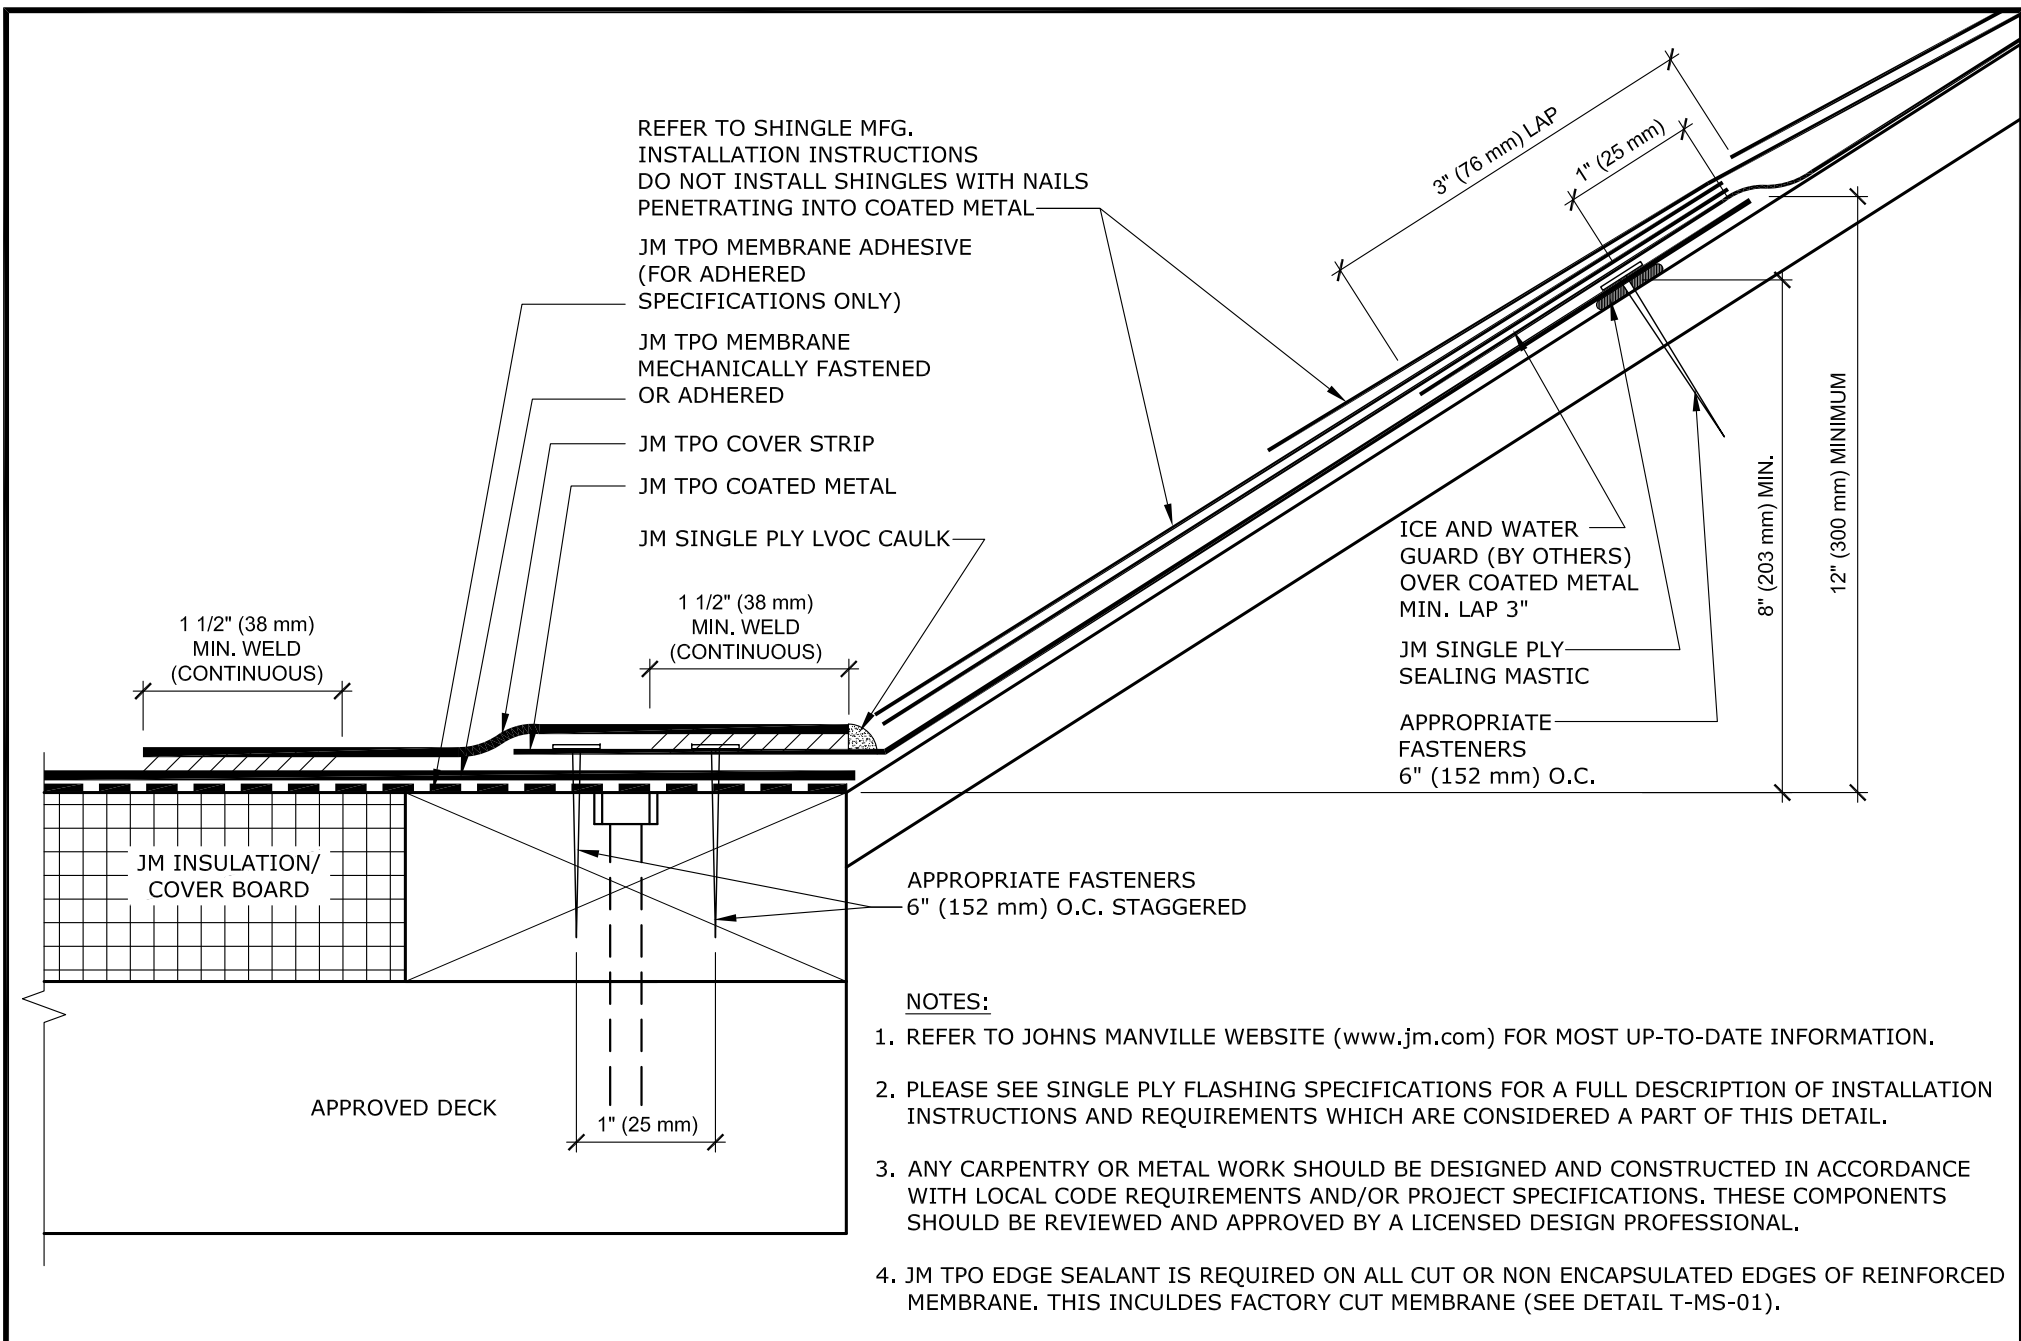 REFER TO SHINGLE MFG.
INSTALLATION INSTRUCTIONS
DO NOT INSTALL SHINGLES WITH NAILS
PENETRATING INTO COATED METAL
JM TPO MEMBRANE ADHESIVE
(FOR ADHERED
SPECIFICATIONS ONLY)
JM TPO MEMBRANE
MECHANICALLY FASTENED
OR ADHERED
JM TPO COVER STRIP
JM TPO COATED METAL
JM SINGLE PLY LVOC CAULK
1 1/2" (38 mm)
MIN. WELD
(CONTINUOUS)
1 1/2" (38 mm)
MIN. WELD
(CONTINUOUS)
3" (76 mm) LAP
1" (25 mm)
8" (203 mm) MIN.
12" (300 mm) MINIMUM
ICE AND WATER
GUARD (BY OTHERS)
OVER COATED METAL
MIN. LAP 3"
JM SINGLE PLY
SEALING MASTIC
APPROPRIATE
FASTENERS
6" (152 mm) O.C.
JM INSULATION/
COVER BOARD
APPROPRIATE FASTENERS
6" (152 mm) O.C. STAGGERED
APPROVED DECK
1" (25 mm)
NOTES:
1. REFER TO JOHNS MANVILLE WEBSITE (www.jm.com) FOR MOST UP-TO-DATE INFORMATION.
2. PLEASE SEE SINGLE PLY FLASHING SPECIFICATIONS FOR A FULL DESCRIPTION OF INSTALLATION
INSTRUCTIONS AND REQUIREMENTS WHICH ARE CONSIDERED A PART OF THIS DETAIL.
3. ANY CARPENTRY OR METAL WORK SHOULD BE DESIGNED AND CONSTRUCTED IN ACCORDANCE
WITH LOCAL CODE REQUIREMENTS AND/OR PROJECT SPECIFICATIONS. THESE COMPONENTS
SHOULD BE REVIEWED AND APPROVED BY A LICENSED DESIGN PROFESSIONAL.
4. JM TPO EDGE SEALANT IS REQUIRED ON ALL CUT OR NON ENCAPSULATED EDGES OF REINFORCED
MEMBRANE. THIS INCULDES FACTORY CUT MEMBRANE (SEE DETAIL T-MS-01).